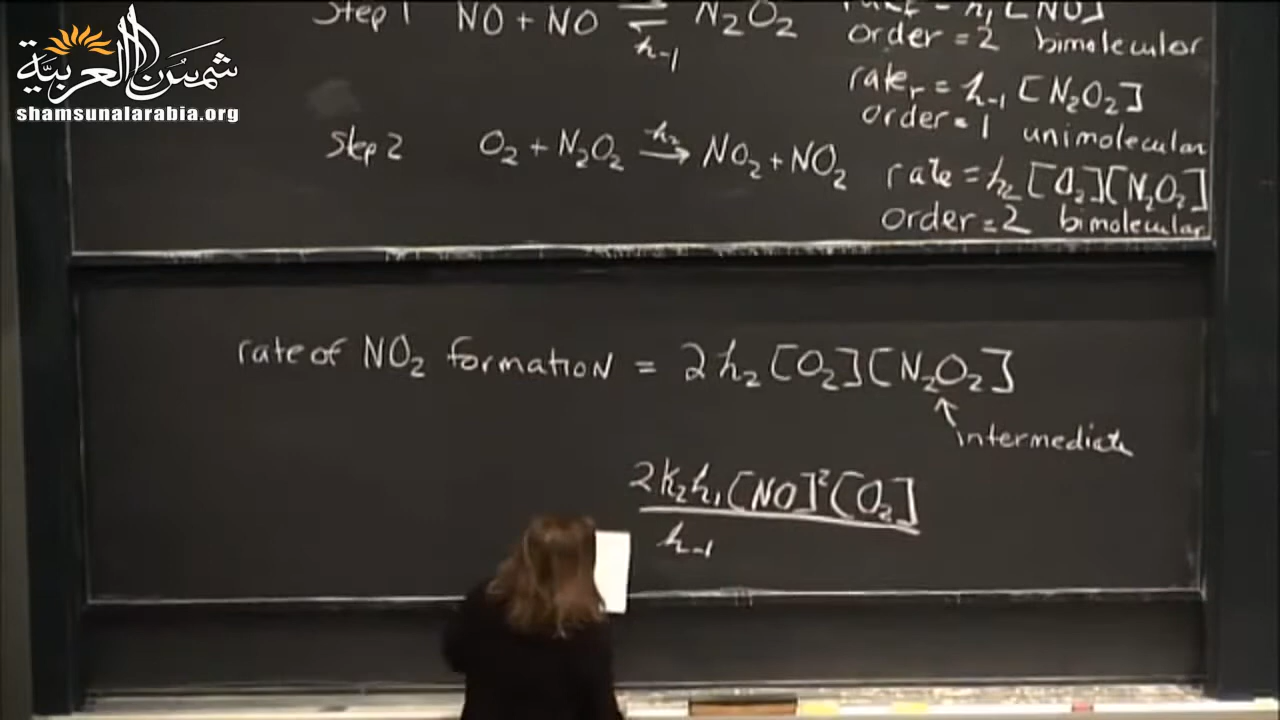 شمس العربية
shamsunalarabia.org
Step 1 NO + NO ⇌ N₂O₂
k₋₁
order = 2 bimolecular
rateᵣ = k₋₁ [N₂O₂]
order = 1 unimolecular
Step 2 O₂ + N₂O₂ →k₂ NO₂ + NO₂
rate = k₂ [O₂][N₂O₂]
order = 2 bimolecular
rate of NO₂ formation = 2k₂ [O₂][N₂O₂]
↑
intermediate
2k₂k₁[NO]²[O₂]
k₋₁